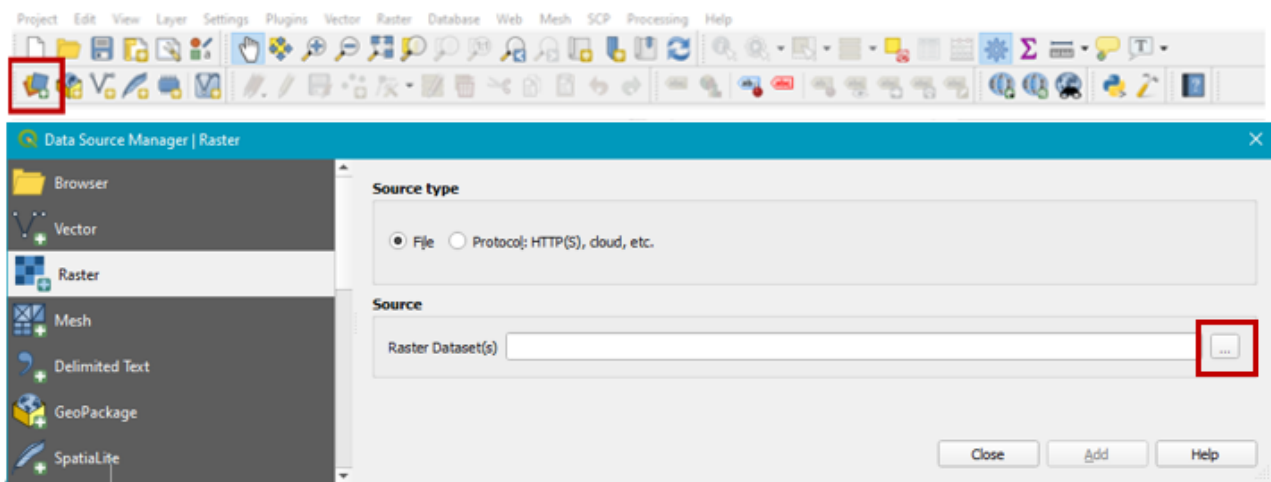 Project Edit View Layer Settings Plugins Vector Raster Database Web Mesh SCP Processing Help
Data Source Manager | Raster
Browser
Vector
Raster
Mesh
Delimited Text
GeoPackage
SpatiaLite
Source type
File Protocol: HTTP(S), cloud, etc.
Source
Raster Dataset(s) ...
Close Add Help